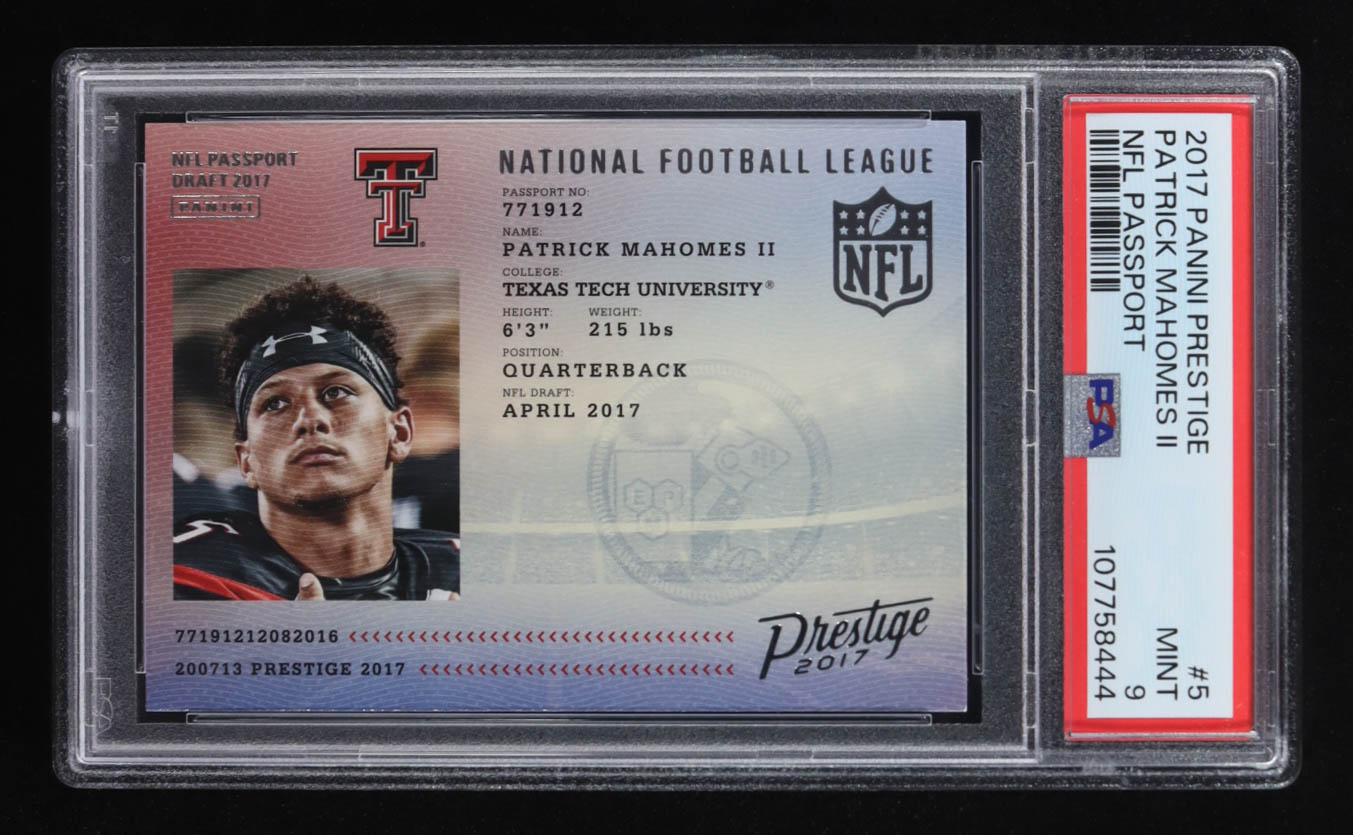 NFL PASSPORT
DRAFT 2017
PANINI
T
NATIONAL FOOTBALL LEAGUE
PASSPORT NO:
771912
NAME:
PATRICK MAHOMES II
COLLEGE:
TEXAS TECH UNIVERSITY®
HEIGHT: WEIGHT:
6'3" 215 lbs
POSITION:
QUARTERBACK
NFL DRAFT:
APRIL 2017
NFL
77191212082016 <<<<<<<<<<<<<<<<<<<<<<<<<<<<<<<<<<
200713 PRESTIGE 2017 <<<<<<<<<<<<<<<<<<<<<<<<<<<
Prestige
2017
2017 PANINI PRESTIGE #5
PATRICK MAHOMES II MINT
NFL PASSPORT 9
PSA
107758444